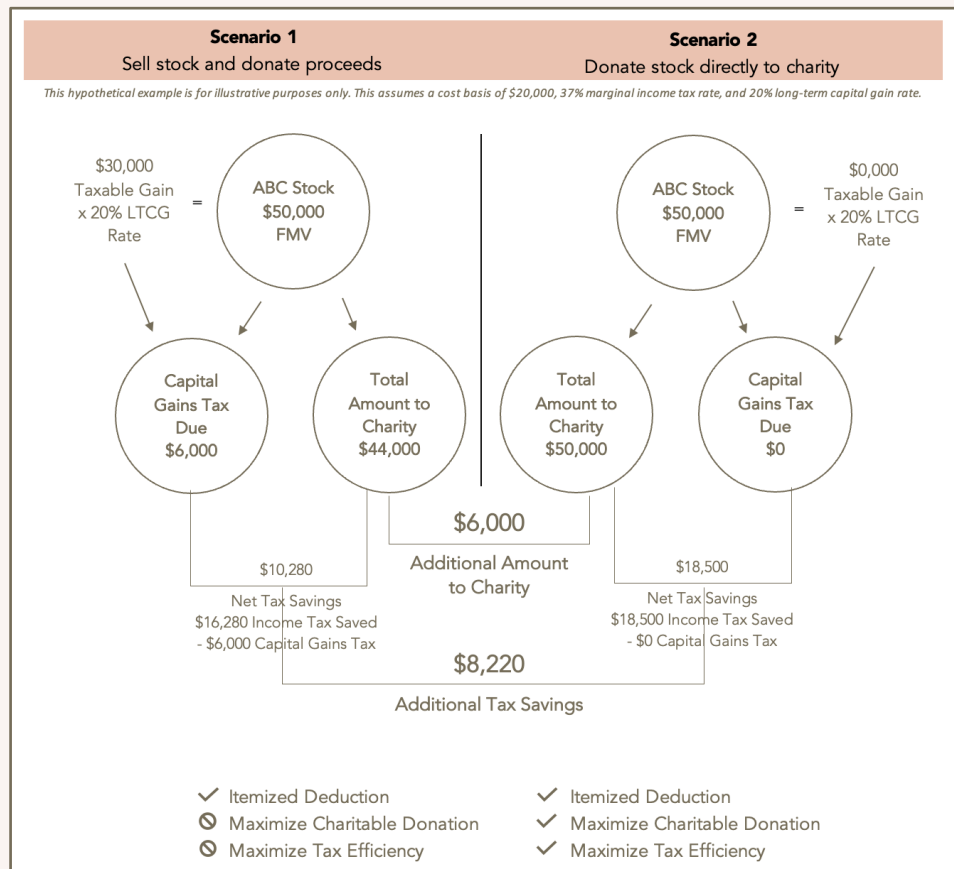 Scenario 1
Sell stock and donate proceeds
Scenario 2
Donate stock directly to charity
This hypothetical example is for illustrative purposes only. This assumes a cost basis of $20,000, 37% marginal income tax rate, and 20% long-term capital gain rate.
$30,000
Taxable Gain
x 20% LTCG
Rate
=
ABC Stock
$50,000
FMV
ABC Stock
$50,000
FMV
=
$0,000
Taxable Gain
x 20% LTCG
Rate
Capital
Gains Tax
Due
$6,000
Total
Amount to
Charity
$44,000
Total
Amount to
Charity
$50,000
Capital
Gains Tax
Due
$0
$6,000
Additional Amount
to Charity
$10,280
Net Tax Savings
$16,280 Income Tax Saved
- $6,000 Capital Gains Tax
$18,500
Net Tax Savings
$18,500 Income Tax Saved
- $0 Capital Gains Tax
$8,220
Additional Tax Savings
Itemized Deduction
Maximize Charitable Donation
Maximize Tax Efficiency
Itemized Deduction
Maximize Charitable Donation
Maximize Tax Efficiency